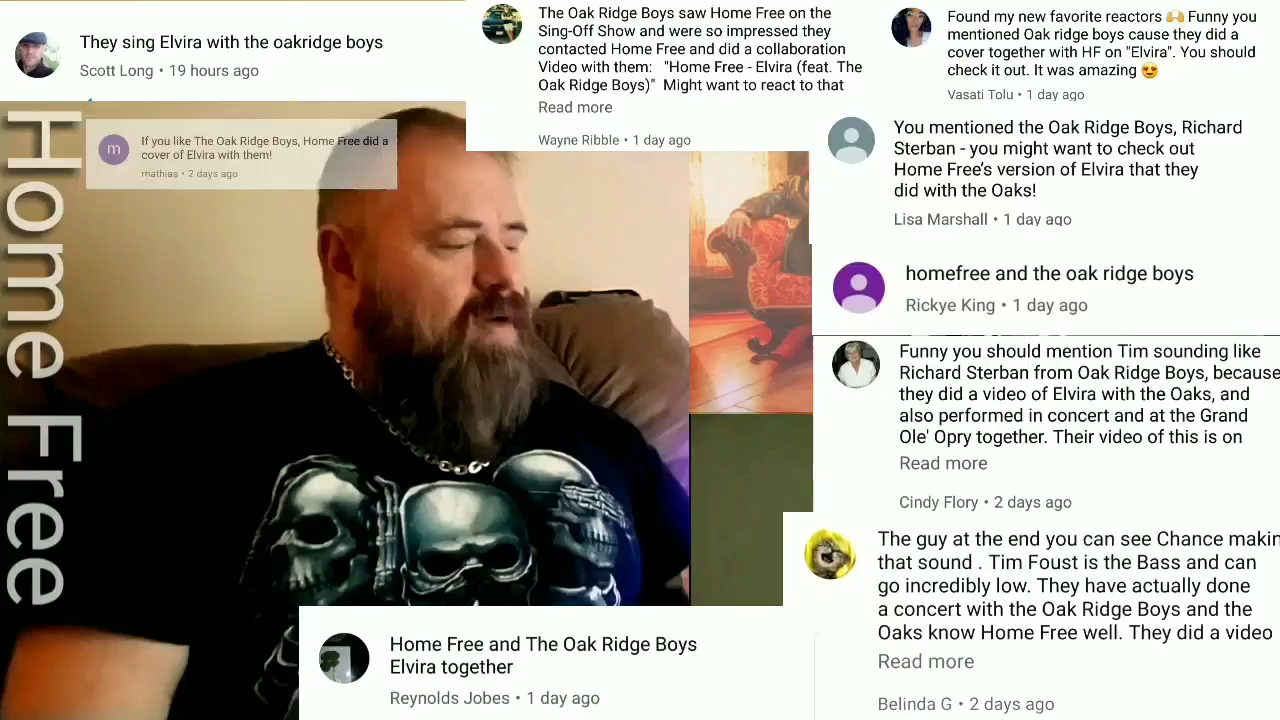 They sing Elvira with the oakridge boys
Scott Long • 19 hours ago
The Oak Ridge Boys saw Home Free on the
Sing-Off Show and were so impressed they
contacted Home Free and did a collaboration
Video with them:   "Home Free - Elvira (feat. The
Oak Ridge Boys)"  Might want to react to that
Read more
Wayne Ribble • 1 day ago
Found my new favorite reactors 🙌 Funny you
mentioned Oak ridge boys cause they did a
cover together with HF on "Elvira". You should
check it out. It was amazing 😍
Vasati Tolu • 1 day ago
m
If you like The Oak Ridge Boys, Home Free did a
cover of Elvira with them!
mathias • 2 days ago
You mentioned the Oak Ridge Boys, Richard
Sterban - you might want to check out
Home Free's version of Elvira that they
did with the Oaks!
Lisa Marshall • 1 day ago
homefree and the oak ridge boys
Rickye King • 1 day ago
Funny you should mention Tim sounding like
Richard Sterban from Oak Ridge Boys, because
they did a video of Elvira with the Oaks, and
also performed in concert and at the Grand
Ole' Opry together. Their video of this is on
Read more
Cindy Flory • 2 days ago
The guy at the end you can see Chance makin
that sound . Tim Foust is the Bass and can
go incredibly low. They have actually done
a concert with the Oak Ridge Boys and the
Oaks know Home Free well. They did a video
Read more
Belinda G • 2 days ago
Home Free and The Oak Ridge Boys
Elvira together
Reynolds Jobes • 1 day ago
Home Free